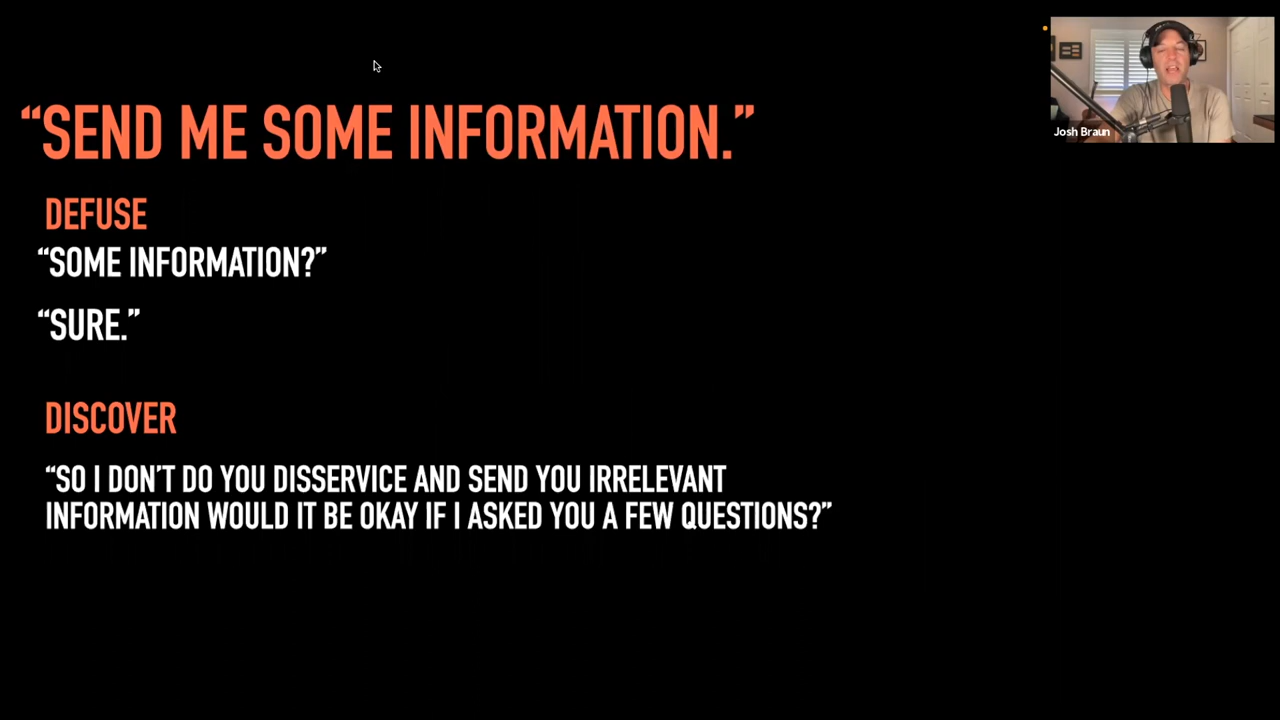 “SEND ME SOME INFORMATION.”
DEFUSE
“SOME INFORMATION?”
“SURE.”
DISCOVER
“SO I DON’T DO YOU DISSERVICE AND SEND YOU IRRELEVANT
INFORMATION WOULD IT BE OKAY IF I ASKED YOU A FEW QUESTIONS?”
Josh Braun